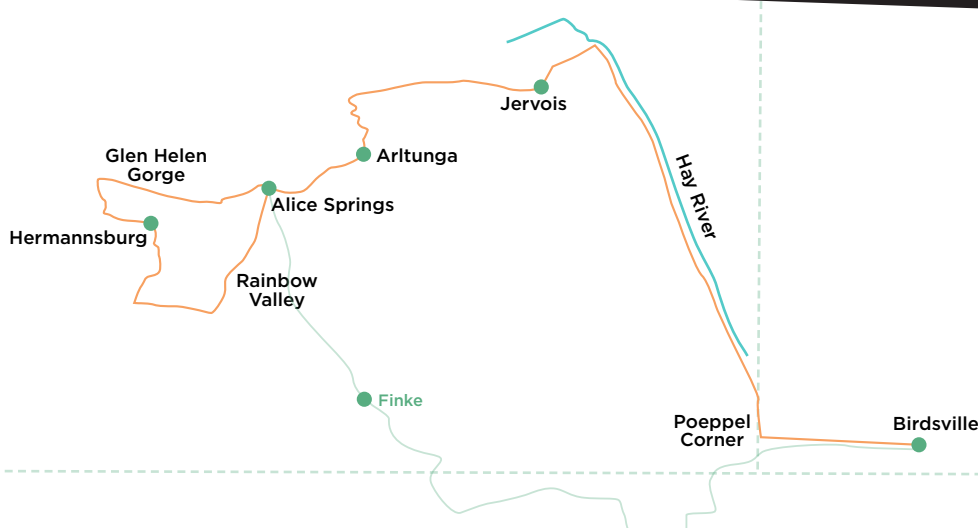 Jervois
Glen Helen
Gorge
Arltunga
Hay River
Alice Springs
Hermannsburg
Rainbow
Valley
Finke
Poeppel
Corner
Birdsville